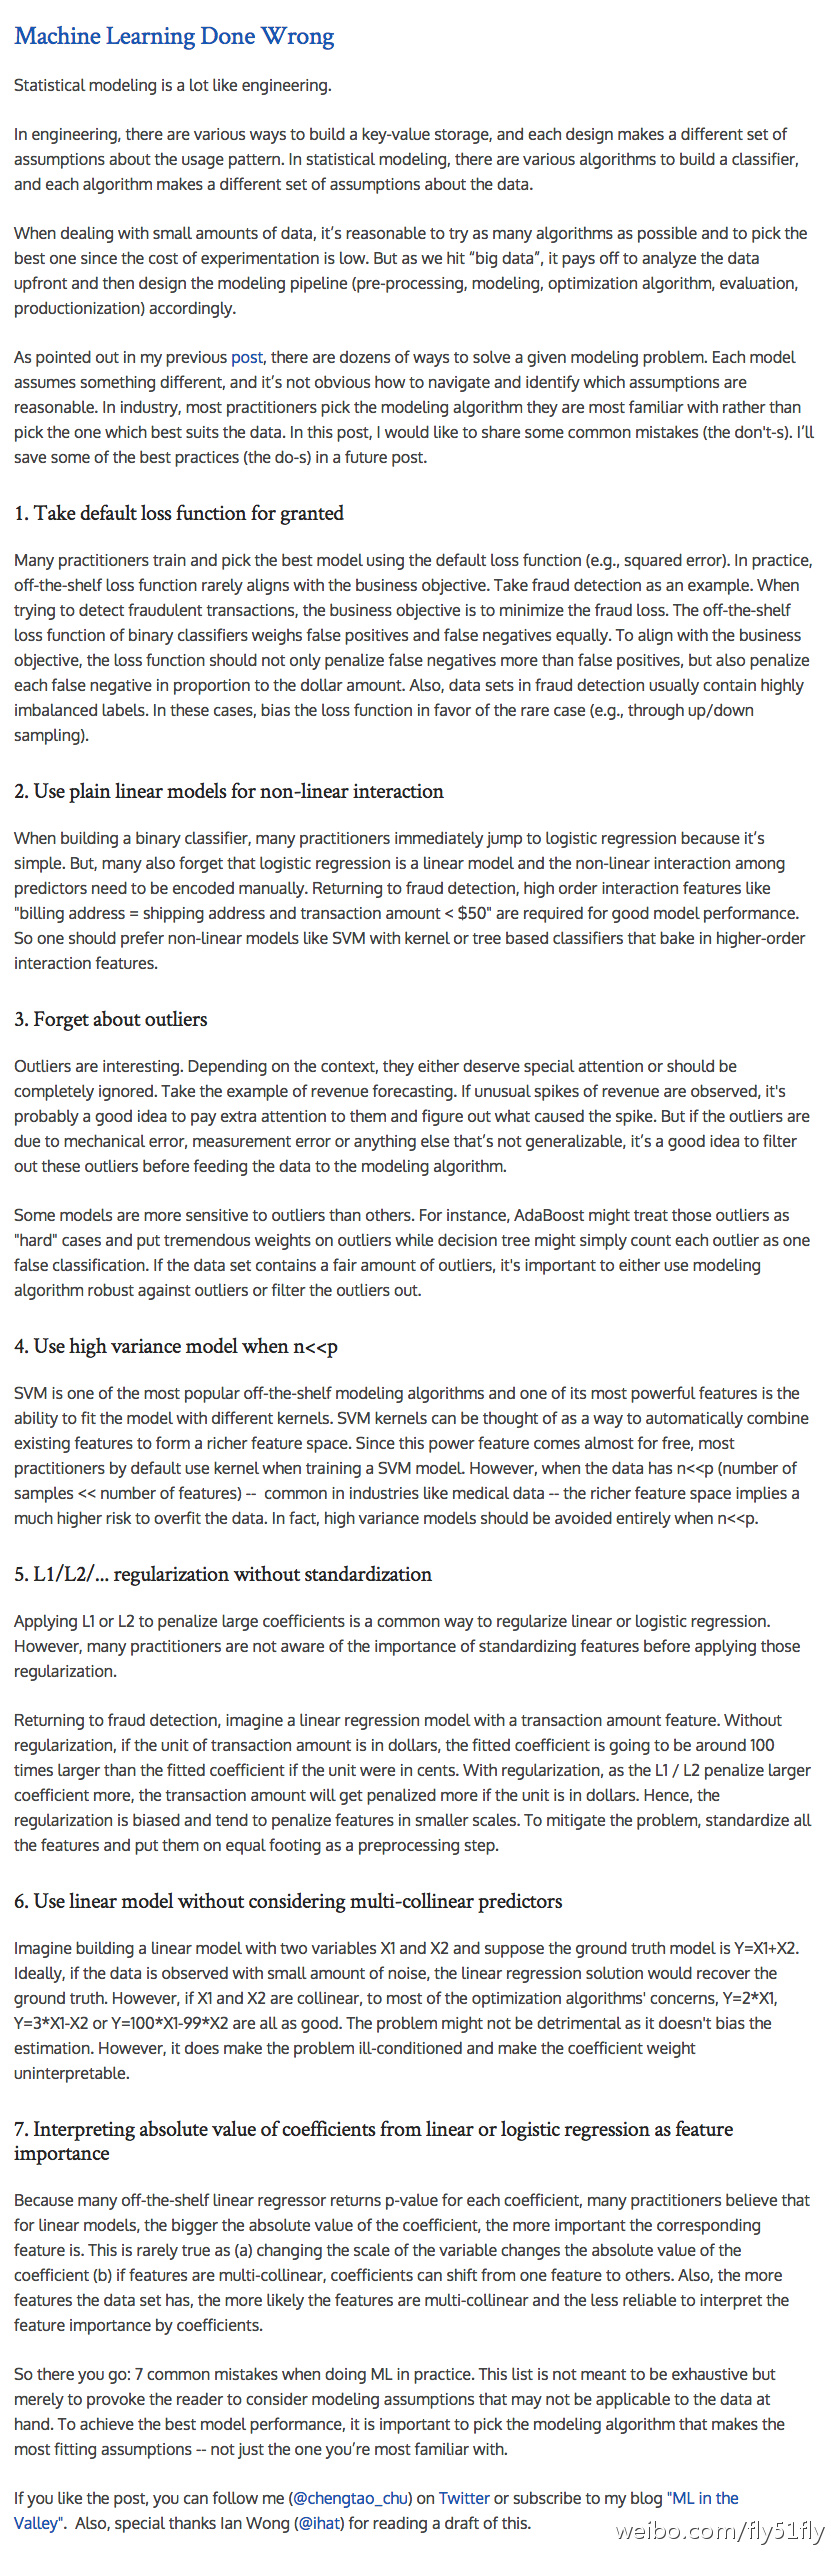 Machine Learning Done Wrong
Statistical modeling is a lot like engineering.
In engineering, there are various ways to build a key-value storage, and each design makes a different set of
assumptions about the usage pattern. In statistical modeling, there are various algorithms to build a classifier,
and each algorithm makes a different set of assumptions about the data.
When dealing with small amounts of data, it’s reasonable to try as many algorithms as possible and to pick the
best one since the cost of experimentation is low. But as we hit “big data”, it pays off to analyze the data
upfront and then design the modeling pipeline (pre-processing, modeling, optimization algorithm, evaluation,
productionization) accordingly.
As pointed out in my previous post, there are dozens of ways to solve a given modeling problem. Each model
assumes something different, and it’s not obvious how to navigate and identify which assumptions are
reasonable. In industry, most practitioners pick the modeling algorithm they are most familiar with rather than
pick the one which best suits the data. In this post, I would like to share some common mistakes (the don't-s). I’ll
save some of the best practices (the do-s) in a future post.
1. Take default loss function for granted
Many practitioners train and pick the best model using the default loss function (e.g., squared error). In practice,
off-the-shelf loss function rarely aligns with the business objective. Take fraud detection as an example. When
trying to detect fraudulent transactions, the business objective is to minimize the fraud loss. The off-the-shelf
loss function of binary classifiers weighs false positives and false negatives equally. To align with the business
objective, the loss function should not only penalize false negatives more than false positives, but also penalize
each false negative in proportion to the dollar amount. Also, data sets in fraud detection usually contain highly
imbalanced labels. In these cases, bias the loss function in favor of the rare case (e.g., through up/down
sampling).
2. Use plain linear models for non-linear interaction
When building a binary classifier, many practitioners immediately jump to logistic regression because it’s
simple. But, many also forget that logistic regression is a linear model and the non-linear interaction among
predictors need to be encoded manually. Returning to fraud detection, high order interaction features like
"billing address = shipping address and transaction amount < $50" are required for good model performance.
So one should prefer non-linear models like SVM with kernel or tree based classifiers that bake in higher-order
interaction features.
3. Forget about outliers
Outliers are interesting. Depending on the context, they either deserve special attention or should be
completely ignored. Take the example of revenue forecasting. If unusual spikes of revenue are observed, it's
probably a good idea to pay extra attention to them and figure out what caused the spike. But if the outliers are
due to mechanical error, measurement error or anything else that’s not generalizable, it’s a good idea to filter
out these outliers before feeding the data to the modeling algorithm.
Some models are more sensitive to outliers than others. For instance, AdaBoost might treat those outliers as
"hard" cases and put tremendous weights on outliers while decision tree might simply count each outlier as one
false classification. If the data set contains a fair amount of outliers, it's important to either use modeling
algorithm robust against outliers or filter the outliers out.
4. Use high variance model when n<<p
SVM is one of the most popular off-the-shelf modeling algorithms and one of its most powerful features is the
ability to fit the model with different kernels. SVM kernels can be thought of as a way to automatically combine
existing features to form a richer feature space. Since this power feature comes almost for free, most
practitioners by default use kernel when training a SVM model. However, when the data has n<<p (number of
samples << number of features) --  common in industries like medical data -- the richer feature space implies a
much higher risk to overfit the data. In fact, high variance models should be avoided entirely when n<<p.
5. L1/L2/... regularization without standardization
Applying L1 or L2 to penalize large coefficients is a common way to regularize linear or logistic regression.
However, many practitioners are not aware of the importance of standardizing features before applying those
regularization.
Returning to fraud detection, imagine a linear regression model with a transaction amount feature. Without
regularization, if the unit of transaction amount is in dollars, the fitted coefficient is going to be around 100
times larger than the fitted coefficient if the unit were in cents. With regularization, as the L1 / L2 penalize larger
coefficient more, the transaction amount will get penalized more if the unit is in dollars. Hence, the
regularization is biased and tend to penalize features in smaller scales. To mitigate the problem, standardize all
the features and put them on equal footing as a preprocessing step.
6. Use linear model without considering multi-collinear predictors
Imagine building a linear model with two variables X1 and X2 and suppose the ground truth model is Y=X1+X2.
Ideally, if the data is observed with small amount of noise, the linear regression solution would recover the
ground truth. However, if X1 and X2 are collinear, to most of the optimization algorithms' concerns, Y=2*X1,
Y=3*X1-X2 or Y=100*X1-99*X2 are all as good. The problem might not be detrimental as it doesn't bias the
estimation. However, it does make the problem ill-conditioned and make the coefficient weight
uninterpretable.
7. Interpreting absolute value of coefficients from linear or logistic regression as feature
importance
Because many off-the-shelf linear regressor returns p-value for each coefficient, many practitioners believe that
for linear models, the bigger the absolute value of the coefficient, the more important the corresponding
feature is. This is rarely true as (a) changing the scale of the variable changes the absolute value of the
coefficient (b) if features are multi-collinear, coefficients can shift from one feature to others. Also, the more
features the data set has, the more likely the features are multi-collinear and the less reliable to interpret the
feature importance by coefficients.
So there you go: 7 common mistakes when doing ML in practice. This list is not meant to be exhaustive but
merely to provoke the reader to consider modeling assumptions that may not be applicable to the data at
hand. To achieve the best model performance, it is important to pick the modeling algorithm that makes the
most fitting assumptions -- not just the one you’re most familiar with.
If you like the post, you can follow me (@chengtao_chu) on Twitter or subscribe to my blog "ML in the
Valley".  Also, special thanks Ian Wong (@ihat) for reading a draft of this.
weibo.com/fly51fly